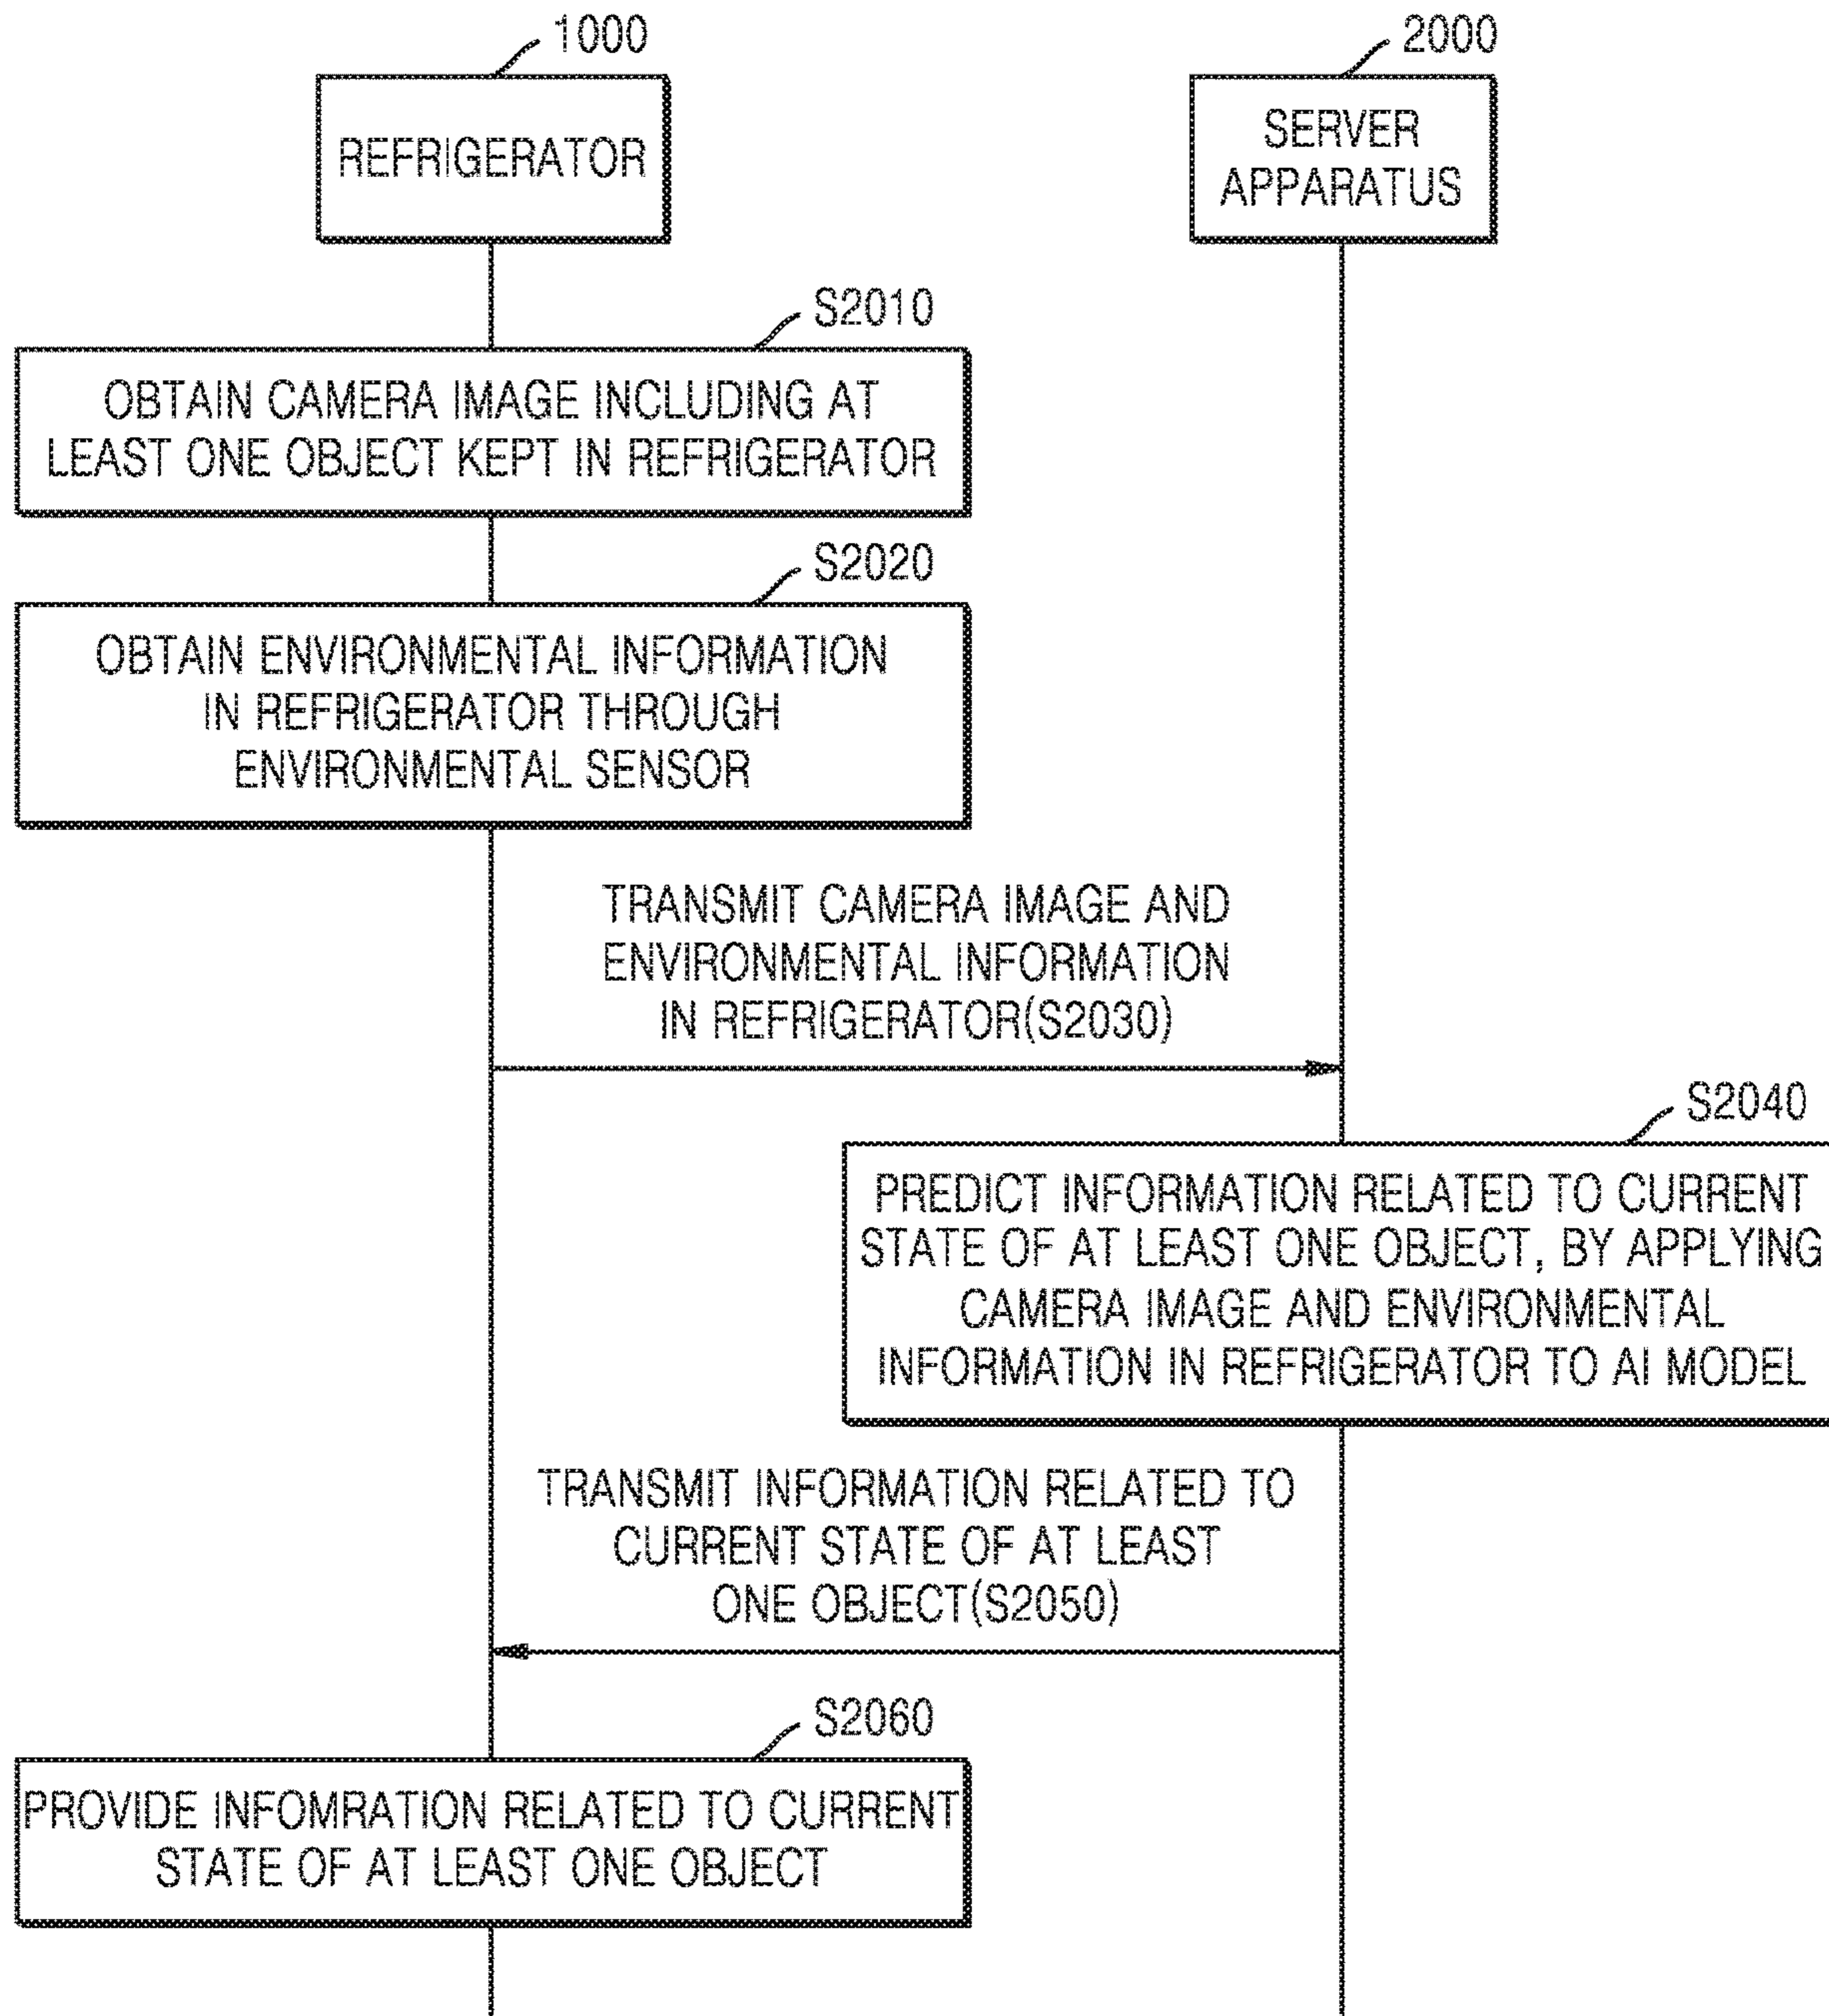 1000
2000
REFRIGERATOR
SERVER
APPARATUS
S2010
OBTAIN CAMERA IMAGE INCLUDING AT
LEAST ONE OBJECT KEPT IN REFRIGERATOR
S2020
OBTAIN ENVIRONMENTAL INFORMATION
IN REFRIGERATOR THROUGH
ENVIRONMENTAL SENSOR
TRANSMIT CAMERA IMAGE AND
ENVIRONMENTAL INFORMATION
IN REFRIGERATOR(S2030)
S2040
PREDICT INFORMATION RELATED TO CURRENT
STATE OF AT LEAST ONE OBJECT, BY APPLYING
CAMERA IMAGE AND ENVIRONMENTAL
INFORMATION IN REFRIGERATOR TO AI MODEL
TRANSMIT INFORMATION RELATED TO
CURRENT STATE OF AT LEAST
ONE OBJECT(S2050)
S2060
PROVIDE INFOMRATION RELATED TO CURRENT
STATE OF AT LEAST ONE OBJECT